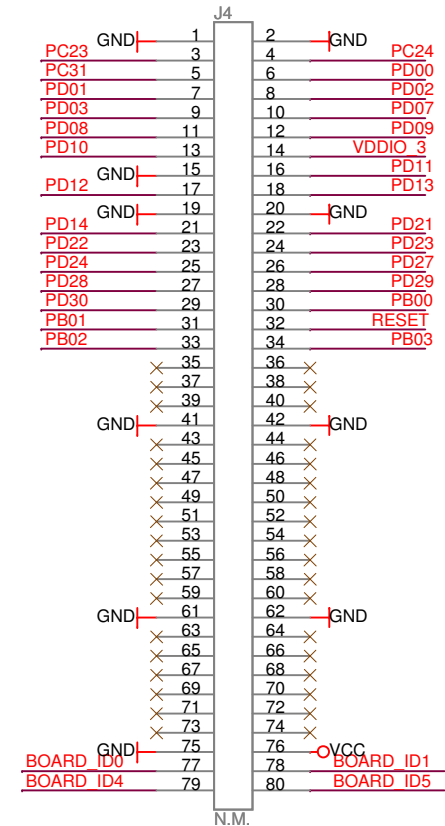 J4
GND 1 2 GND
PC23 3 4 PC24
PC31 5 6 PD00
PD01 7 8 PD02
PD03 9 10 PD07
PD08 11 12 PD09
PD10 13 14 VDDIO_3
GND 15 16 PD11
PD12 17 18 PD13
GND 19 20 GND
PD14 21 22 PD21
PD22 23 24 PD23
PD24 25 26 PD27
PD28 27 28 PD29
PD30 29 30 PB00
PB01 31 32 RESET
PB02 33 34 PB03
35 36
37 38
39 40
GND 41 42 GND
43 44
45 46
47 48
49 50
51 52
53 54
55 56
57 58
59 60
GND 61 62 GND
63 64
65 66
67 68
69 70
71 72
73 74
GND 75 76 VCC
BOARD_ID0 77 78 BOARD_ID1
BOARD_ID4 79 80 BOARD_ID5
N.M.